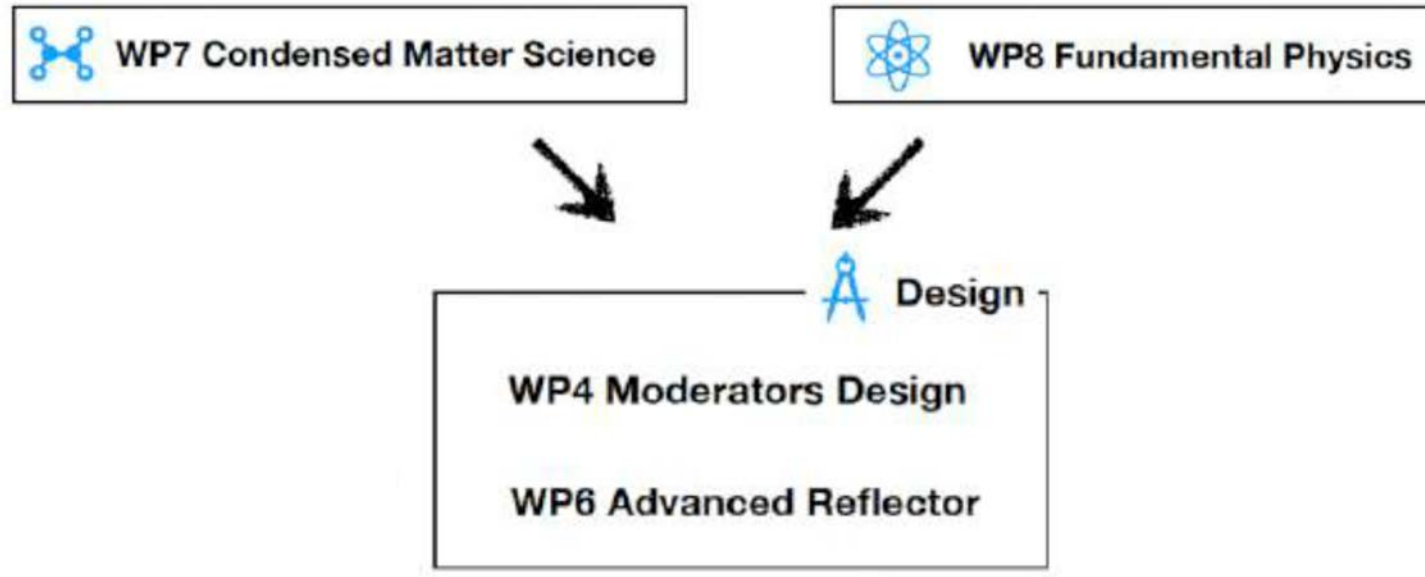 WP7 Condensed Matter Science
WP8 Fundamental Physics
Design
WP4 Moderators Design
WP6 Advanced Reflector